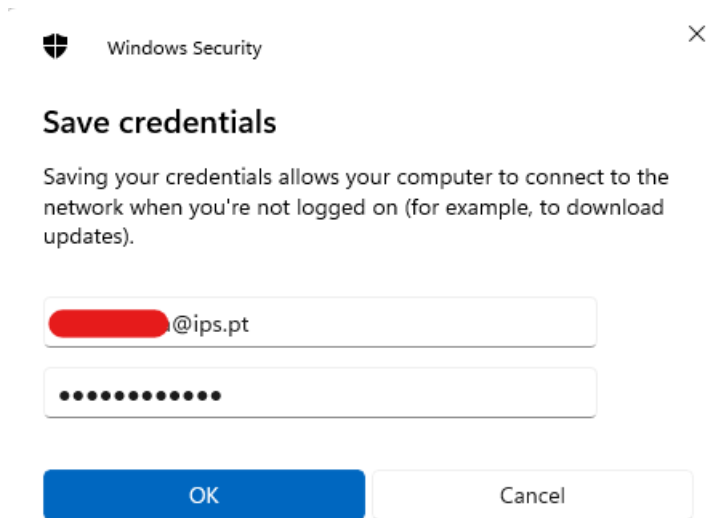 Windows Security
Save credentials
Saving your credentials allows your computer to connect to the
network when you're not logged on (for example, to download
updates).
@ips.pt
••••••••••••
OK
Cancel